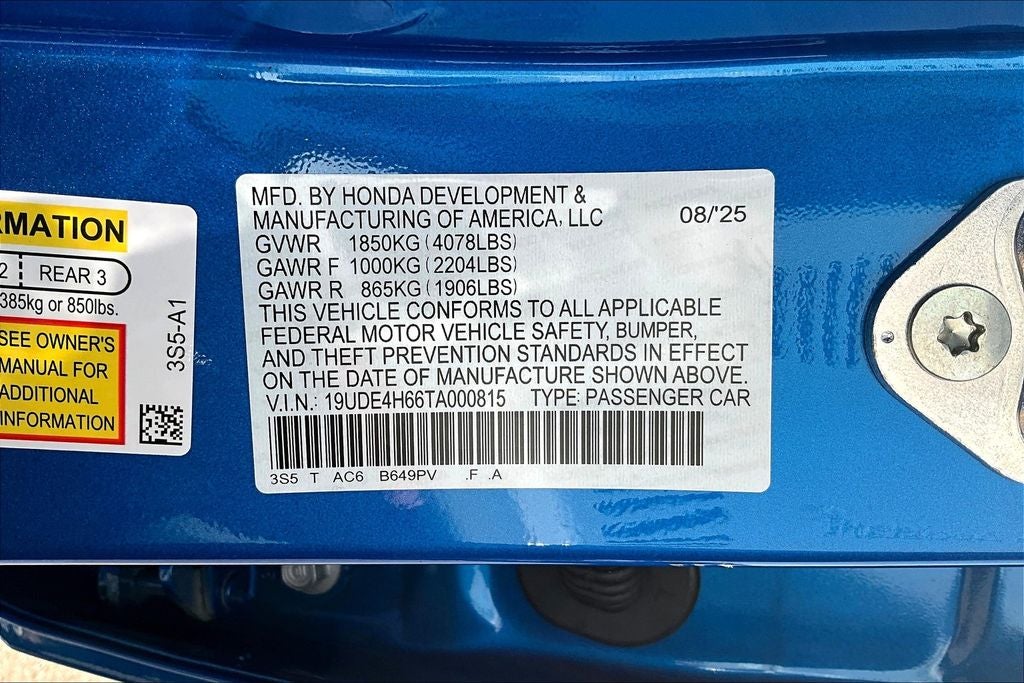 RMATION
2 REAR 3
385kg or 850lbs.
SEE OWNER'S
MANUAL FOR
ADDITIONAL
INFORMATION
3S5-A1
MFD. BY HONDA DEVELOPMENT &
MANUFACTURING OF AMERICA, LLC 08/'25
GVWR 1850KG (4078LBS)
GAWR F 1000KG (2204LBS)
GAWR R 865KG (1906LBS)
THIS VEHICLE CONFORMS TO ALL APPLICABLE
FEDERAL MOTOR VEHICLE SAFETY, BUMPER,
AND THEFT PREVENTION STANDARDS IN EFFECT
ON THE DATE OF MANUFACTURE SHOWN ABOVE.
V.I.N.: 19UDE4H66TA000815 TYPE: PASSENGER CAR
3S5 T AC6 B649PV .F .A